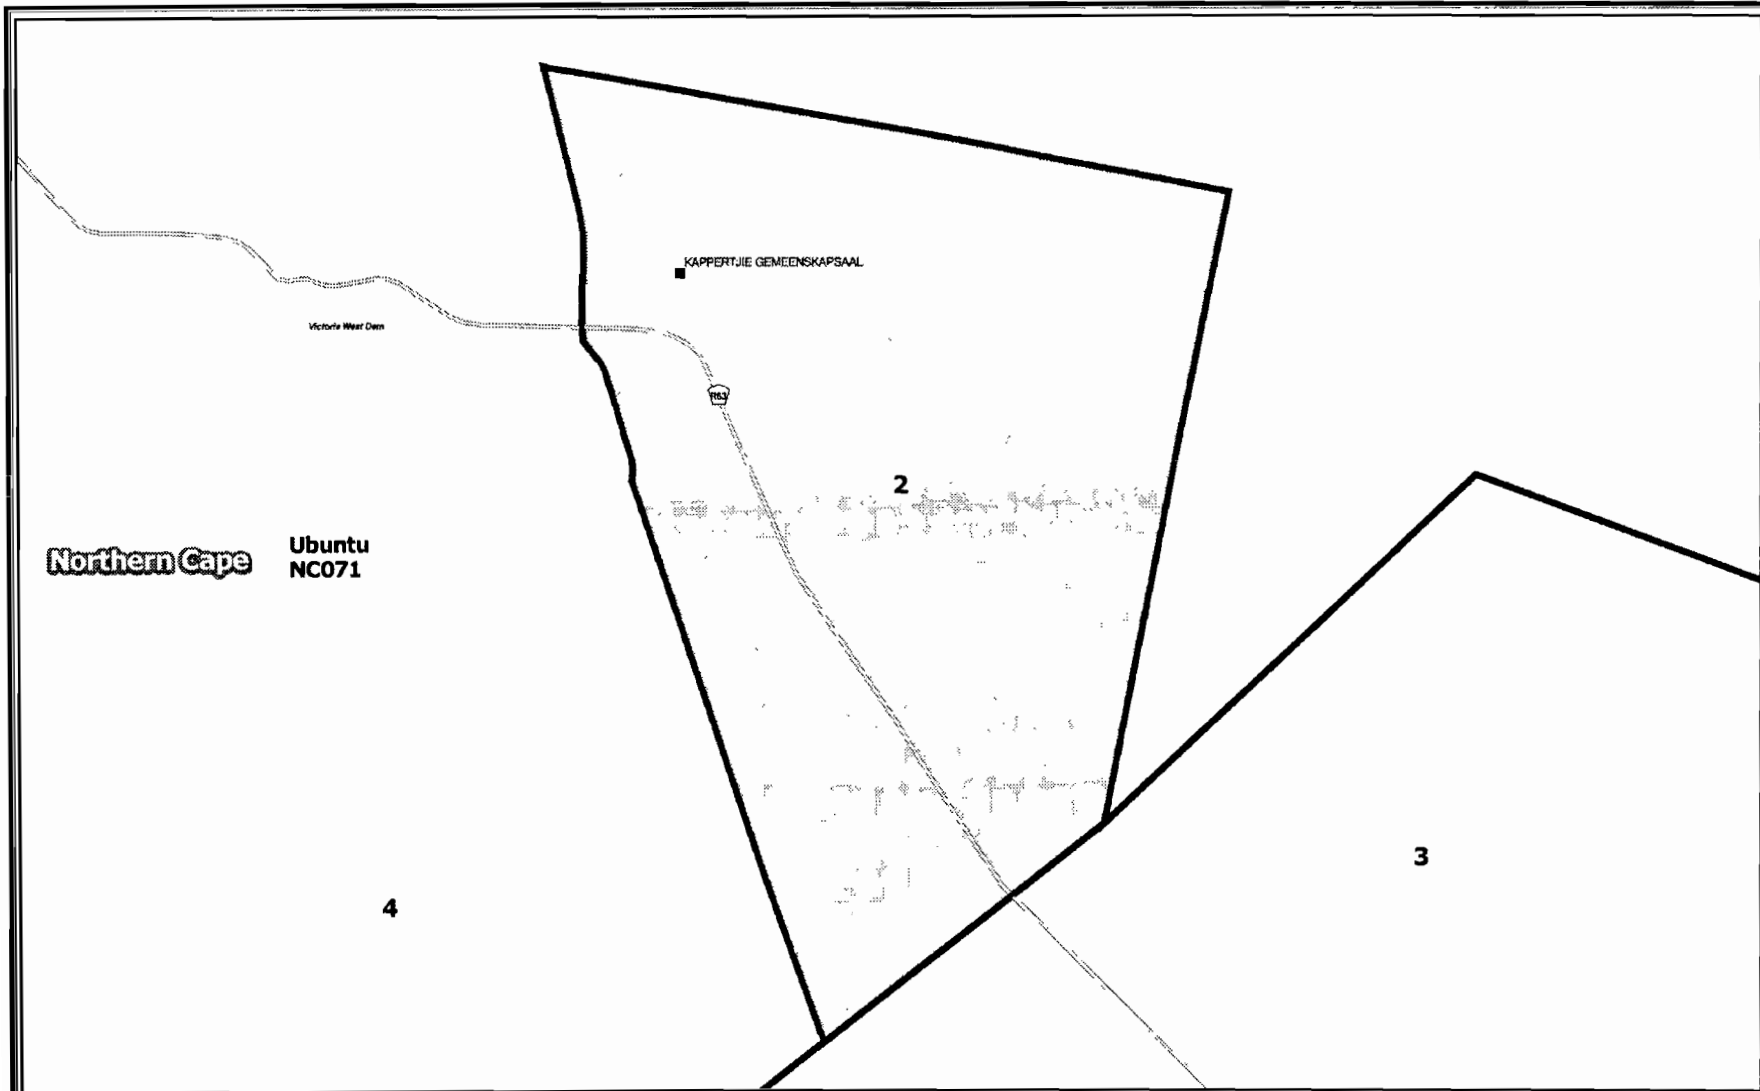 KAPPERTJIE GEMEENSKAPSAAL
Victoria West Dam
R63
2
Northern Cape
Ubuntu
NC071
3
4